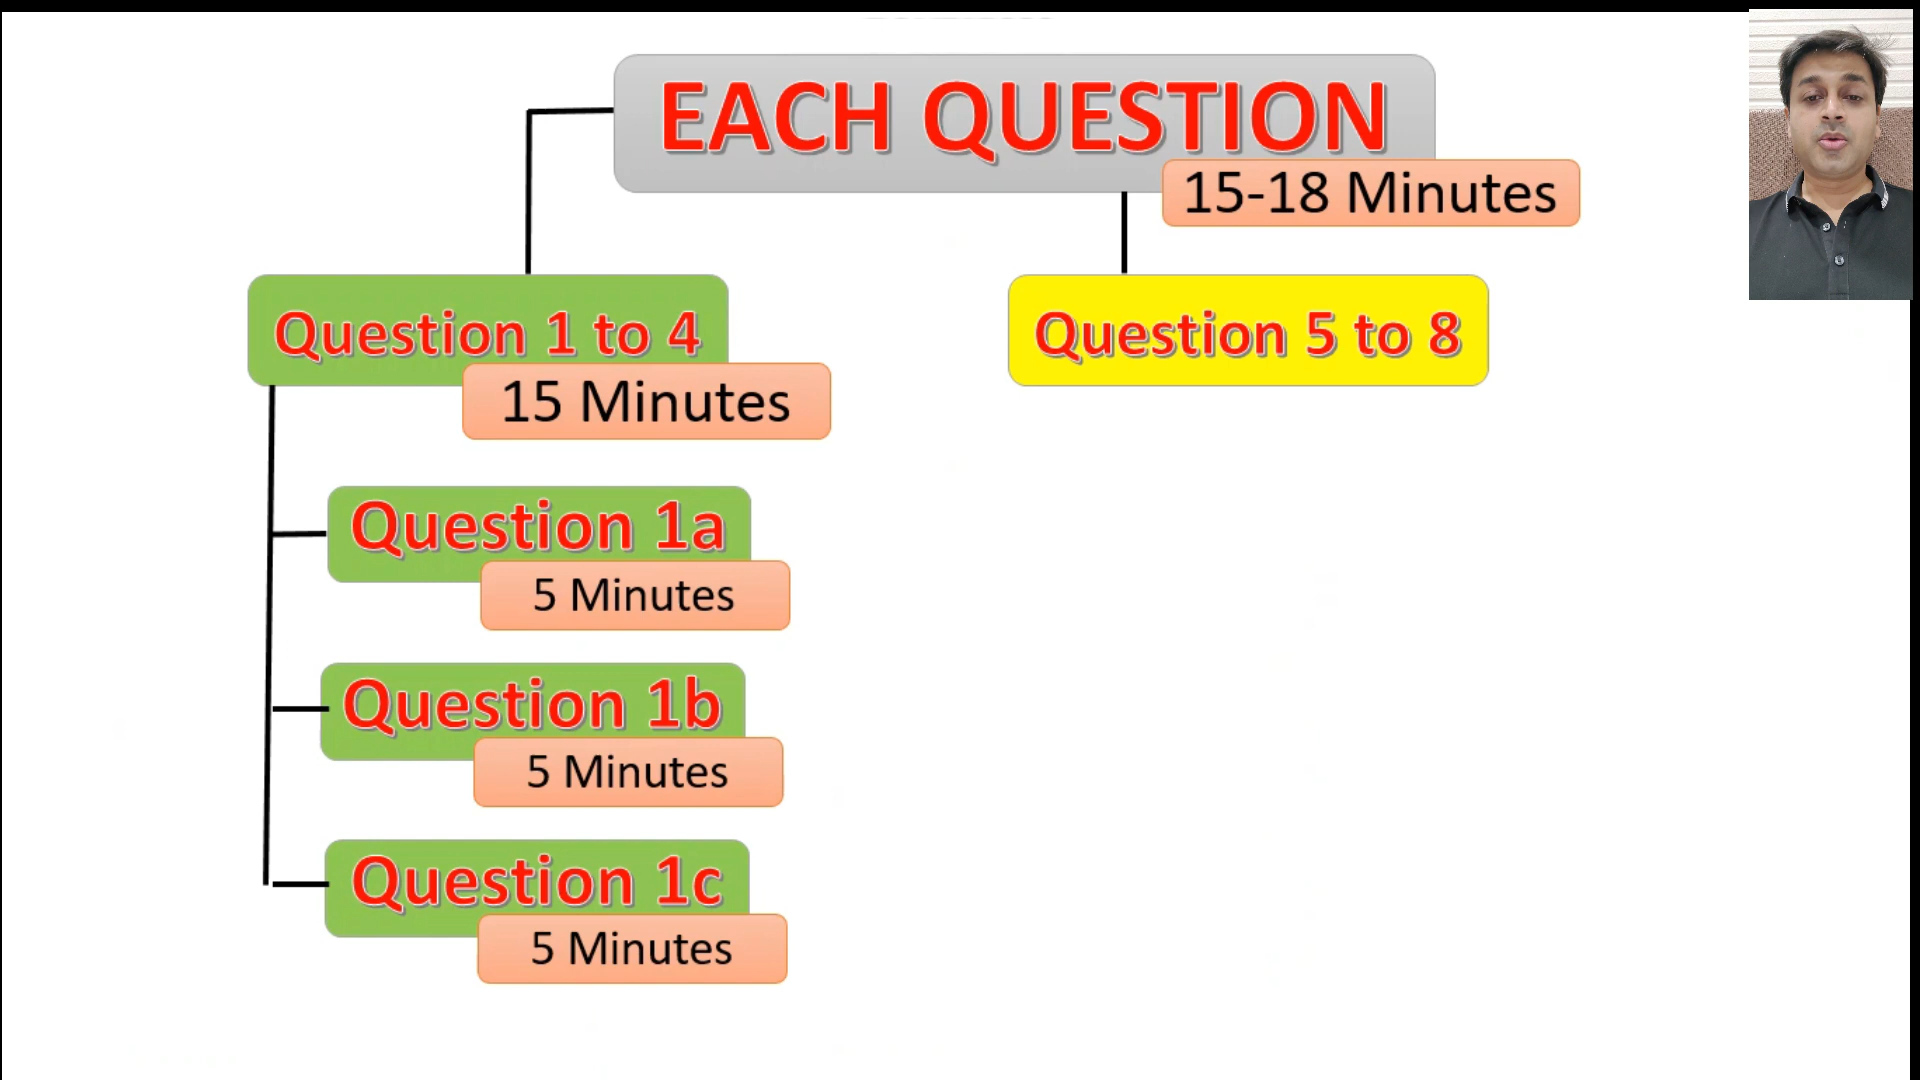 EACH QUESTION
15-18 Minutes
Question 1 to 4
15 Minutes
Question 5 to 8
Question 1a
5 Minutes
Question 1b
5 Minutes
Question 1c
5 Minutes